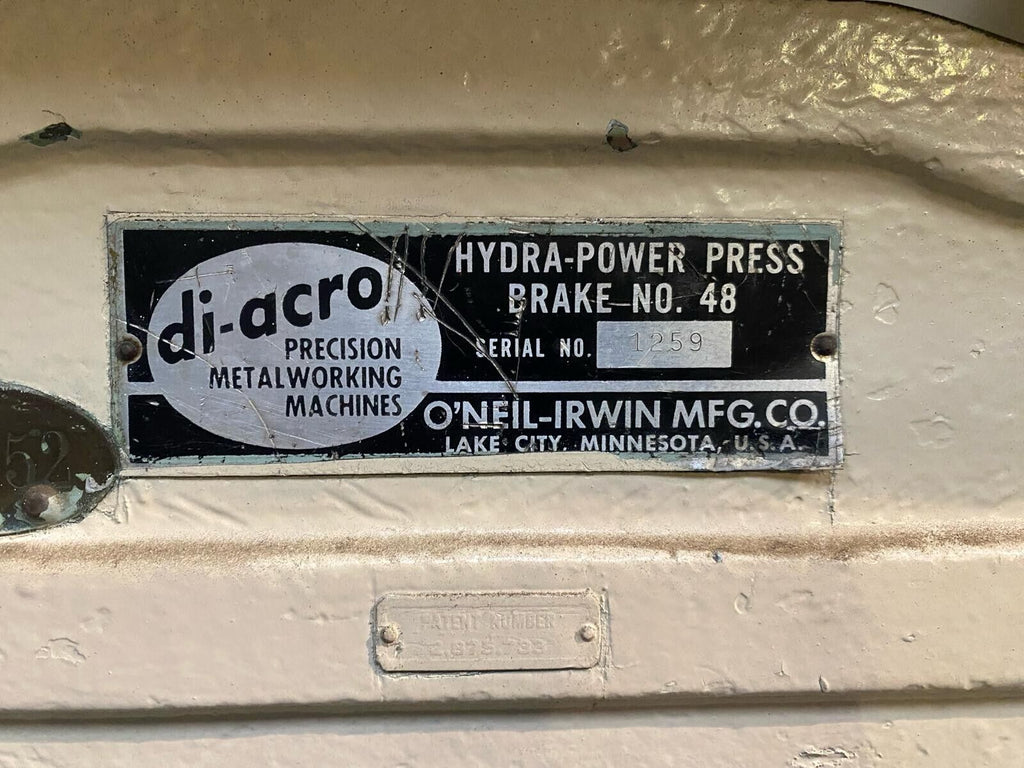 di-acro
PRECISION
METALWORKING
MACHINES
HYDRA-POWER PRESS
BRAKE NO. 48
SERIAL NO. 1259
O'NEIL-IRWIN MFG. CO.
LAKE CITY, MINNESOTA, U.S.A.
52
PATENT NUMBER